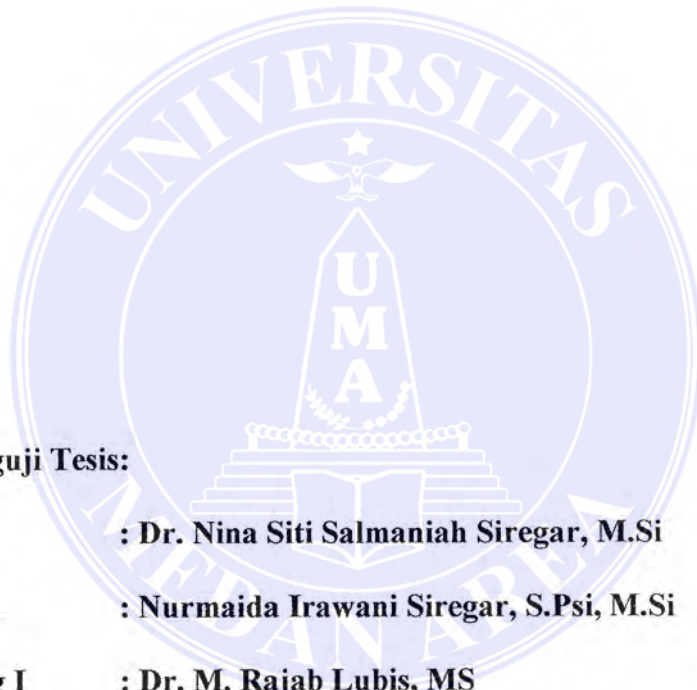 UNIVERSITAS
UMA
MEDAN AREA
guji Tesis:
: Dr. Nina Siti Salmaniah Siregar, M.Si
: Nurmaida Irawani Siregar, S.Psi, M.Si
g I : Dr. M. Rajab Lubis, MS